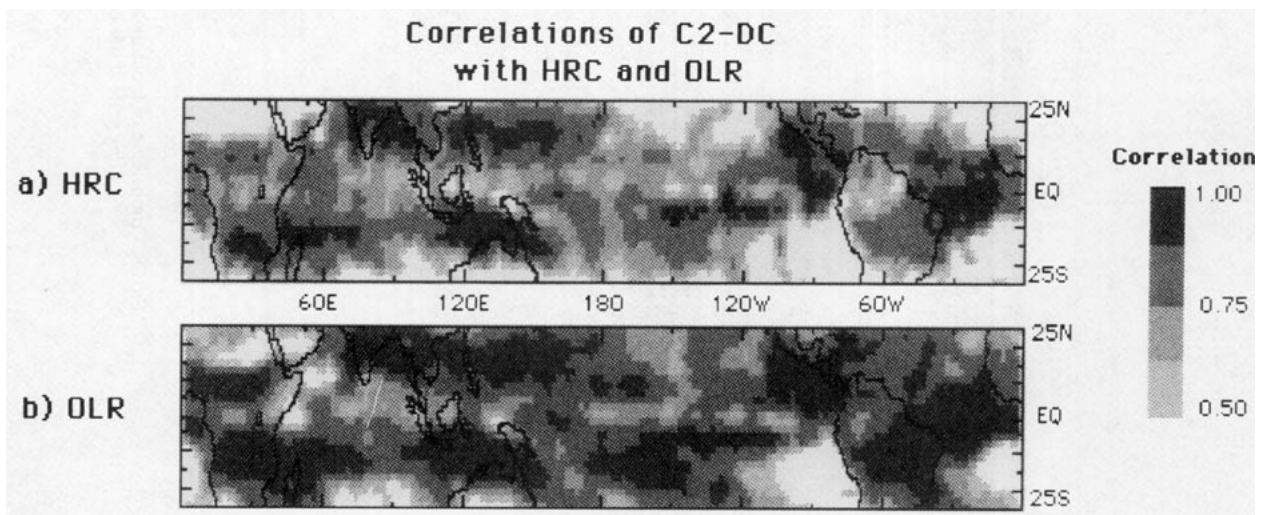 Correlations of C2-DC
with HRC and OLR
25N
a) HRC
EQ
25S
60E 120E 180 120W 60W
25N
b) OLR
EQ
25S
Correlation
1.00
0.75
0.50